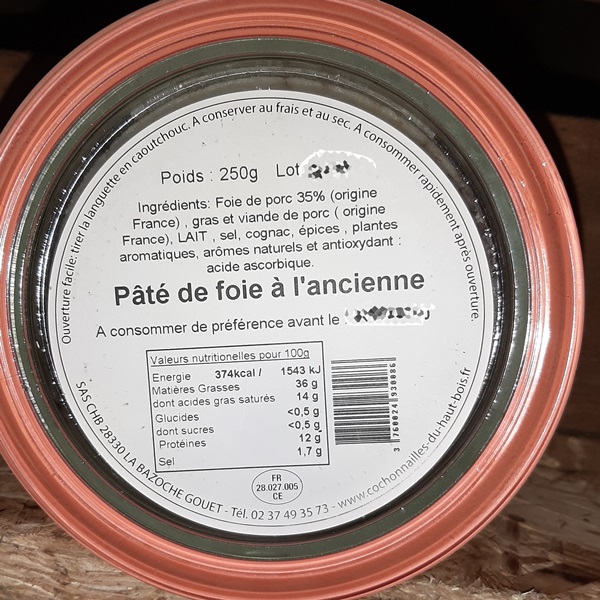 Ouverture facile: tirer la languette en caoutchouc. A conserver au frais et au sec. A consommer rapidement après ouverture.
Poids : 250g Lot
Ingrédients: Foie de porc 35% (origine
France) , gras et viande de porc ( origine
France), LAIT , sel, cognac, épices , plantes
aromatiques, arômes naturels et antioxydant :
acide ascorbique.
Pâté de foie à l'ancienne
A consommer de préférence avant le :
Valeurs nutritionelles pour 100g
Energie 374kcal / 1543 kJ
Matières Grasses 36 g
dont acides gras saturés 14 g
Glucides <0,5 g
dont sucres <0,5 g
Protéines 12 g
Sel 1,7 g
3 760024 930086
FR
28.027.005
CE
SAS CHB 28330 LA BAZOCHE GOUET - Tél. 02 37 49 35 73 - www.cochonnailles-du-haut-bois.fr